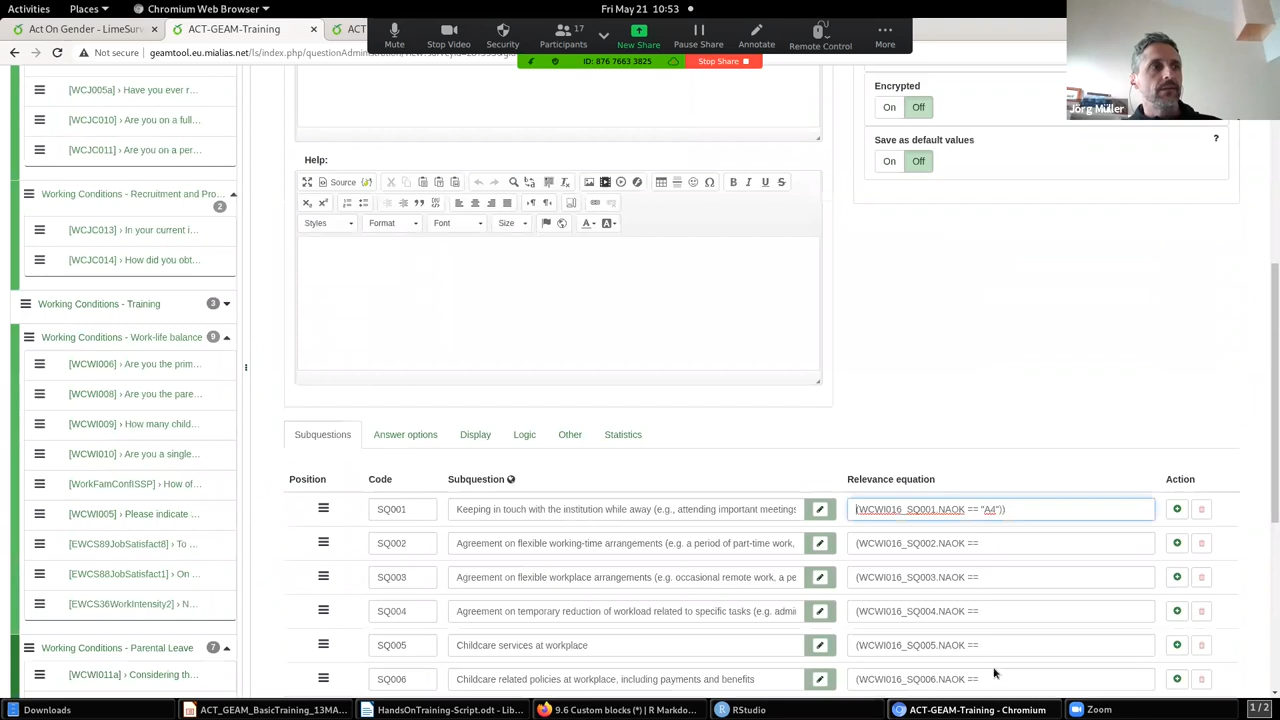 Activities Places Chromium Web Browser Fri May 21 10:53
Act On Gender - LimeSurv ACT-GEAM-Training ACT-GE
Not secure geamtool.eu.mialias.net/ls/index.php/questionAdminist
Mute Stop Video Security Participants 17 New Share Pause Share Annotate Remote Control More
ID: 876 7663 3825 Stop Share
Jörg Müller
[WCJ005a] › Have you ever r...
[WCJC010] › Are you on a full...
[WCJC011] › Are you on a per...
Working Conditions - Recruitment and Pro...
2
[WCJC013] › In your current i...
[WCJC014] › How did you obt...
Working Conditions - Training 3
Working Conditions - Work-life balance 9
[WCWI006] › Are you the prim...
[WCWI008] › Are you the pare...
[WCWI009] › How many child...
[WCWI010] › Are you a single...
[WorkFamConflSSP] › How of...
[WCWI005] › Please indicate ...
[EWCS89JobSatisfact8] › To ...
[EWCS88JobSatisfact1] › On ...
[EWCS36WorkIntensity2] › N...
Working Conditions - Parental Leave 7
[WCWI011a] › Considering th...
Encrypted
On Off
Save as default values ?
On Off
Help:
Source
B I U S
Styles Format Font Size A A
Subquestions Answer options Display Logic Other Statistics
Position Code Subquestion Relevance equation Action
SQ001 Keeping in touch with the institution while away (e.g., attending important meetings (WCWI016_SQ001.NAOK == "A4"))
SQ002 Agreement on flexible working-time arrangements (e.g. a period of part-time work, (WCWI016_SQ002.NAOK ==
SQ003 Agreement on flexible workplace arrangements (e.g. occasional remote work, a pe (WCWI016_SQ003.NAOK ==
SQ004 Agreement on temporary reduction of workload related to specific tasks (e.g. admi (WCWI016_SQ004.NAOK ==
SQ005 Childcare services at workplace (WCWI016_SQ005.NAOK ==
SQ006 Childcare related policies at workplace, including payments and benefits (WCWI016_SQ006.NAOK ==
Downloads ACT_GEAM_BasicTraining_13MA... HandsOnTraining-Script.odt - Lib... 9.6 Custom blocks (*) | R Markdo... RStudio ACT-GEAM-Training - Chromium Zoom 1 / 2